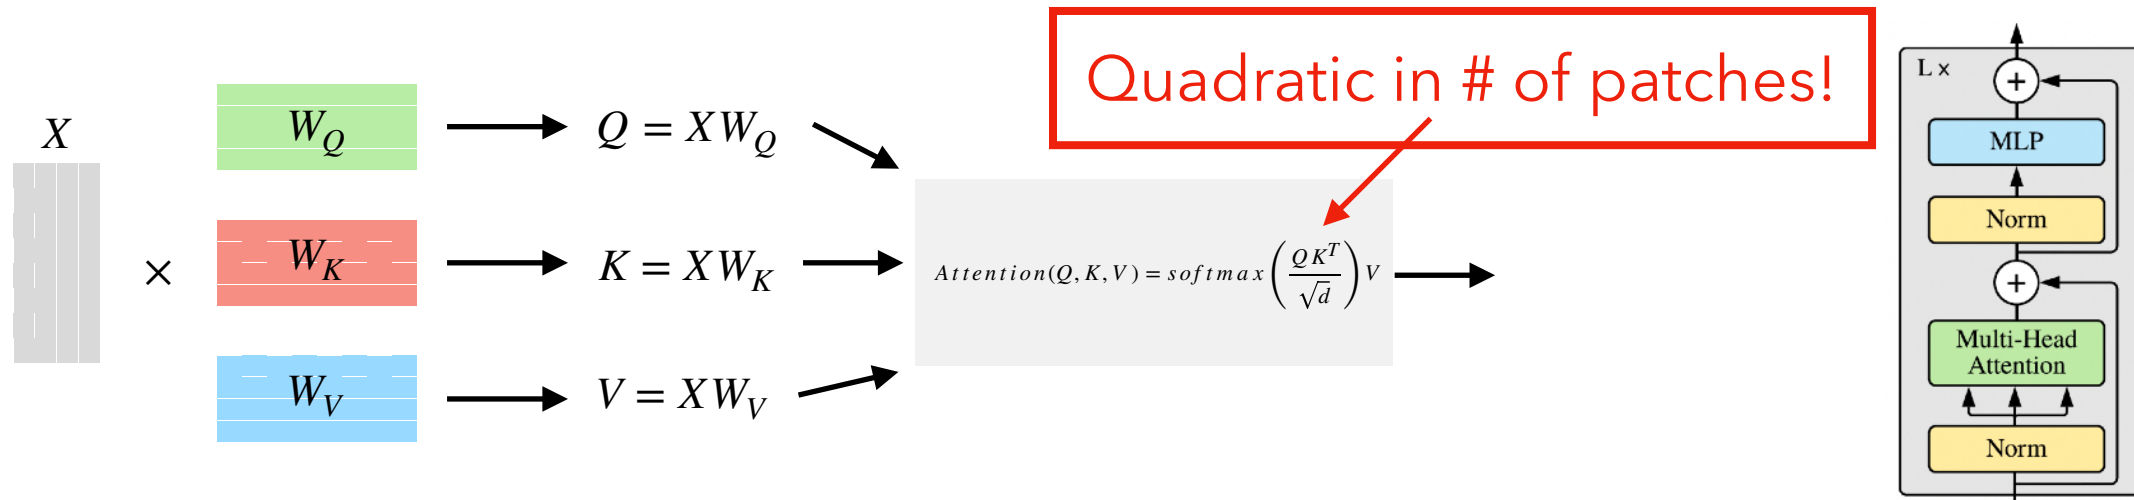 Quadratic in # of patches!
X
×
W_Q
Q = XW_Q
W_K
K = XW_K
W_V
V = XW_V
Attention(Q, K, V) = softmax(QK^T / √d)V
L ×
+
MLP
Norm
+
Multi-Head
Attention
Norm